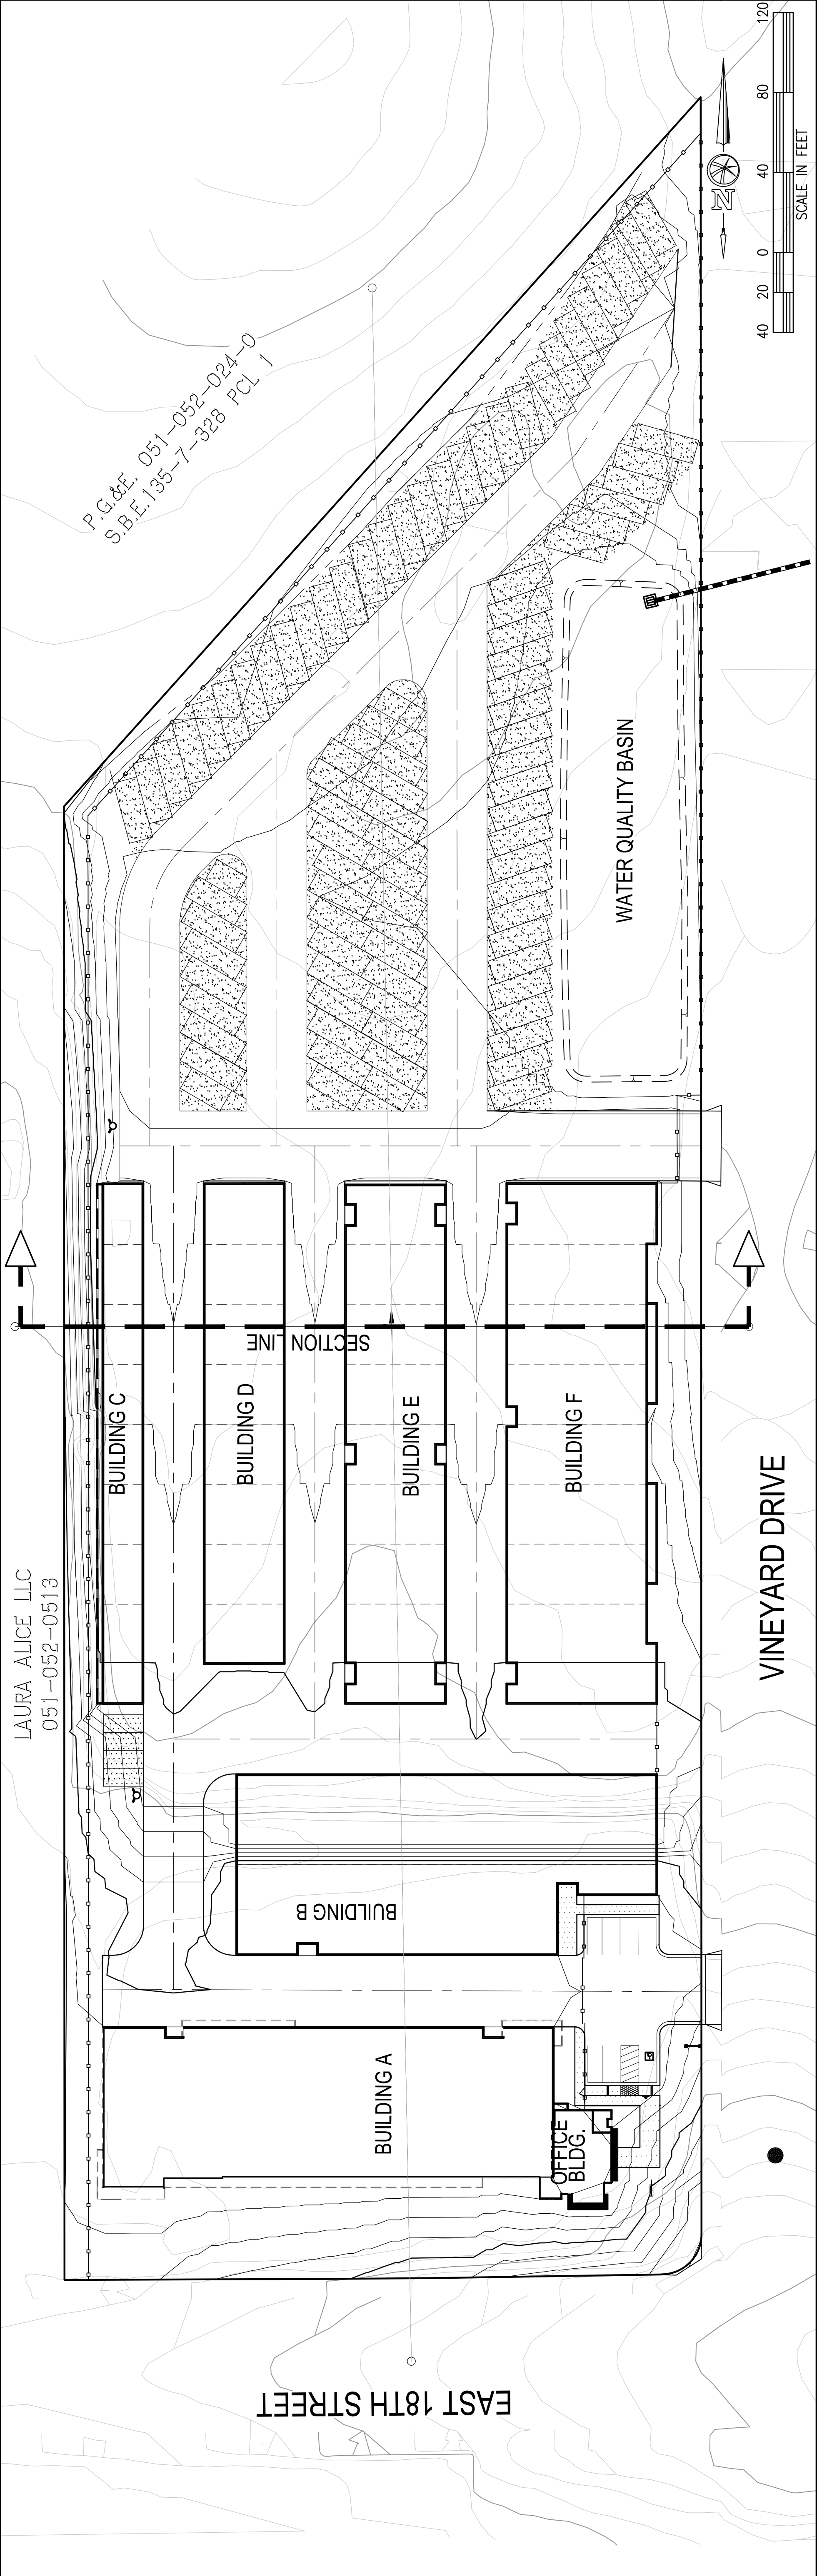 120
80
40
0
20
40
SCALE IN FEET
N
P.G.&E. 051-052-024-0
S.B.E.135-7-328 PCL 1
WATER QUALITY BASIN
SECTION LINE
BUILDING C
BUILDING D
BUILDING E
BUILDING F
LAURA ALICE LLC
051-052-0513
VINEYARD DRIVE
BUILDING B
BUILDING A
OFFICE
BLDG.
EAST 18TH STREET